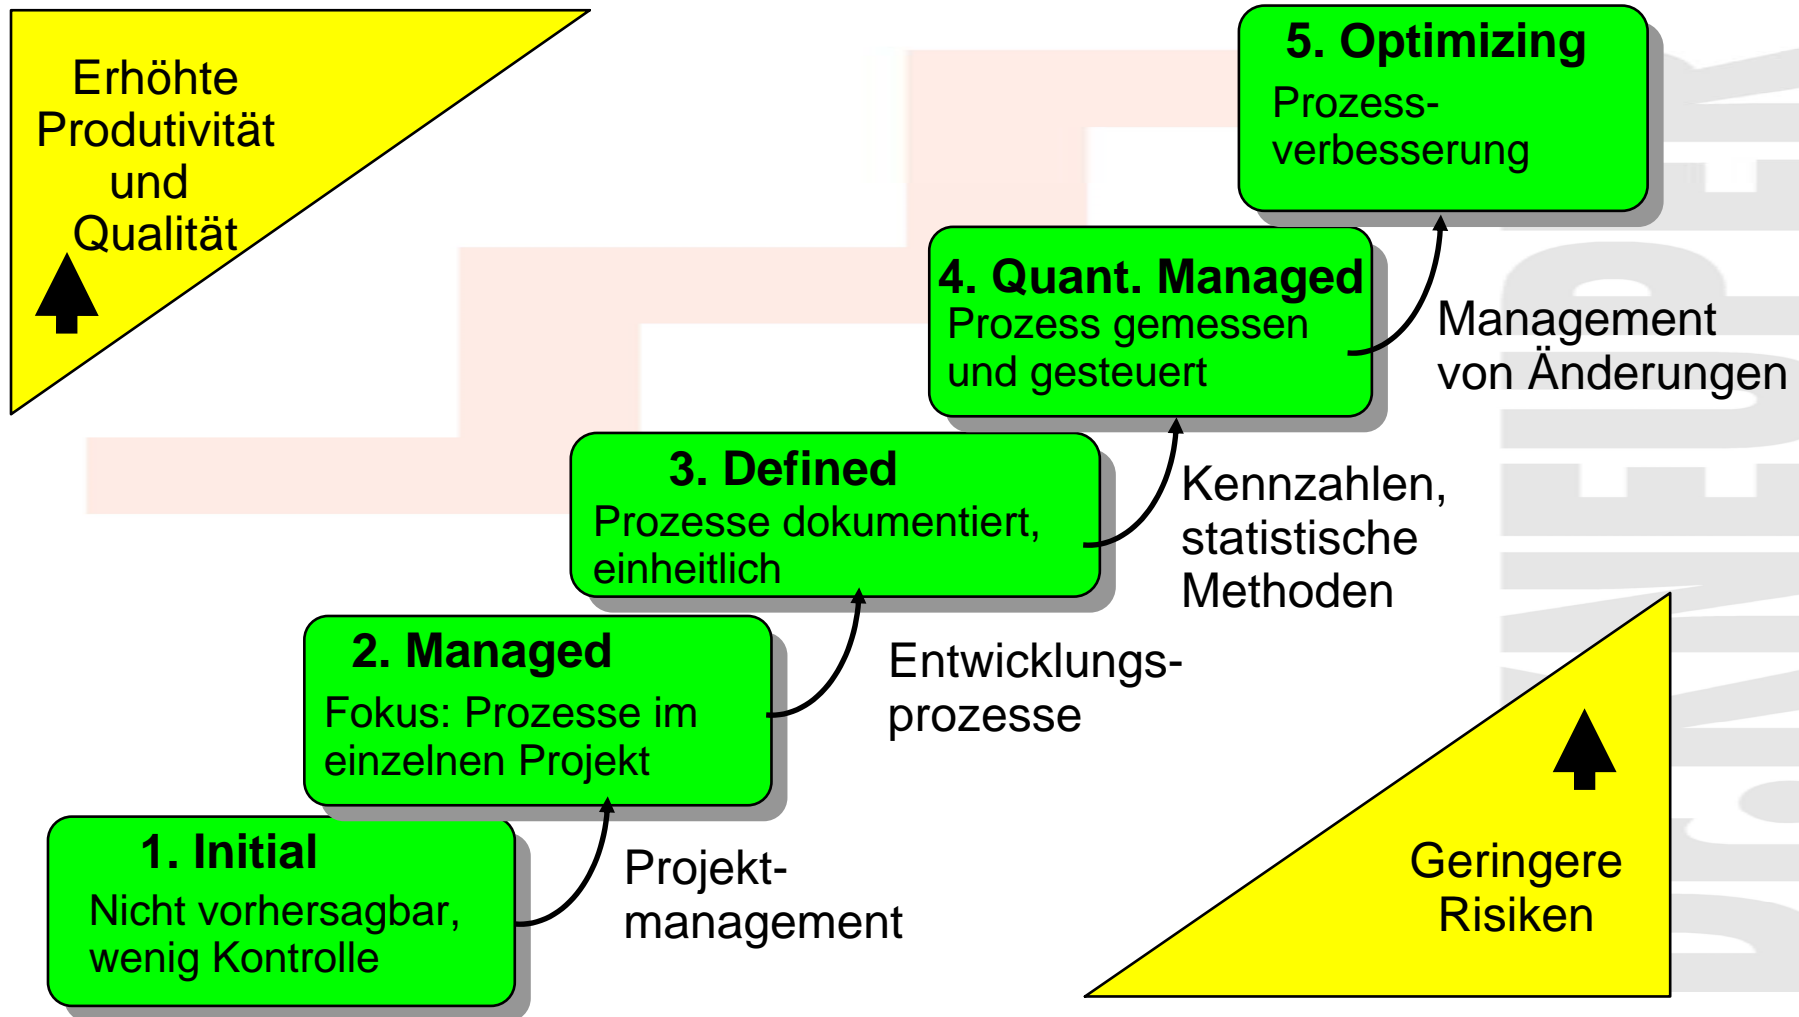 Erhöhte
Produtivität
und
Qualität
5. Optimizing
Prozess-
verbesserung
4. Quant. Managed
Prozess gemessen
und gesteuert
Management
von Änderungen
3. Defined
Prozesse dokumentiert,
einheitlich
Kennzahlen,
statistische
Methoden
2. Managed
Fokus: Prozesse im
einzelnen Projekt
Entwicklungs-
prozesse
1. Initial
Nicht vorhersagbar,
wenig Kontrolle
Projekt-
management
Geringere
Risiken